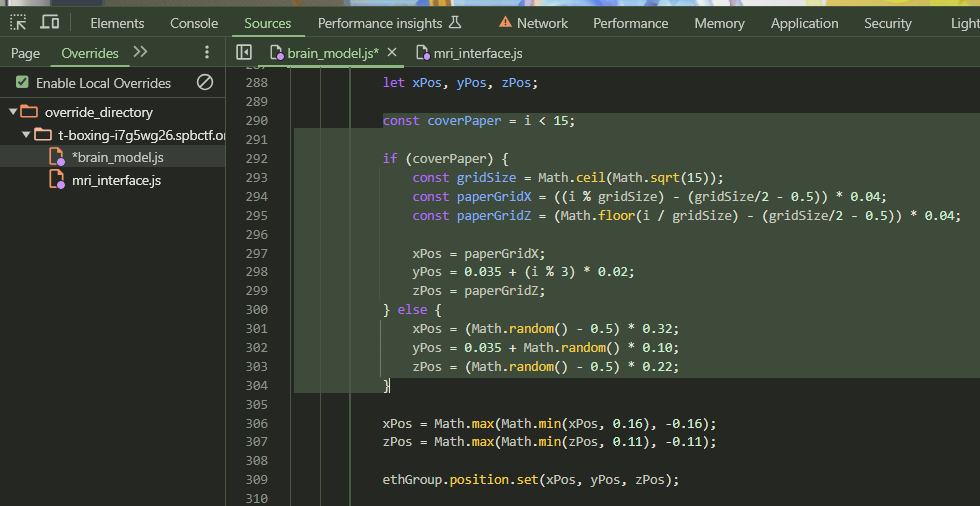 Elements Console Sources Performance insights Network Performance Memory Application Security Light
Page Overrides brain_model.js* mri_interface.js
Enable Local Overrides
override_directory
t-boxing-i7g5wg26.spbctf.or
*brain_model.js
mri_interface.js
288 let xPos, yPos, zPos;
289
290 const coverPaper = i < 15;
291
292 if (coverPaper) {
293 const gridSize = Math.ceil(Math.sqrt(15));
294 const paperGridX = ((i % gridSize) - (gridSize/2 - 0.5)) * 0.04;
295 const paperGridZ = (Math.floor(i / gridSize) - (gridSize/2 - 0.5)) * 0.04;
296
297 xPos = paperGridX;
298 yPos = 0.035 + (i % 3) * 0.02;
299 zPos = paperGridZ;
300 } else {
301 xPos = (Math.random() - 0.5) * 0.32;
302 yPos = 0.035 + Math.random() * 0.10;
303 zPos = (Math.random() - 0.5) * 0.22;
304 }
305
306 xPos = Math.max(Math.min(xPos, 0.16), -0.16);
307 zPos = Math.max(Math.min(zPos, 0.11), -0.11);
308
309 ethGroup.position.set(xPos, yPos, zPos);
310